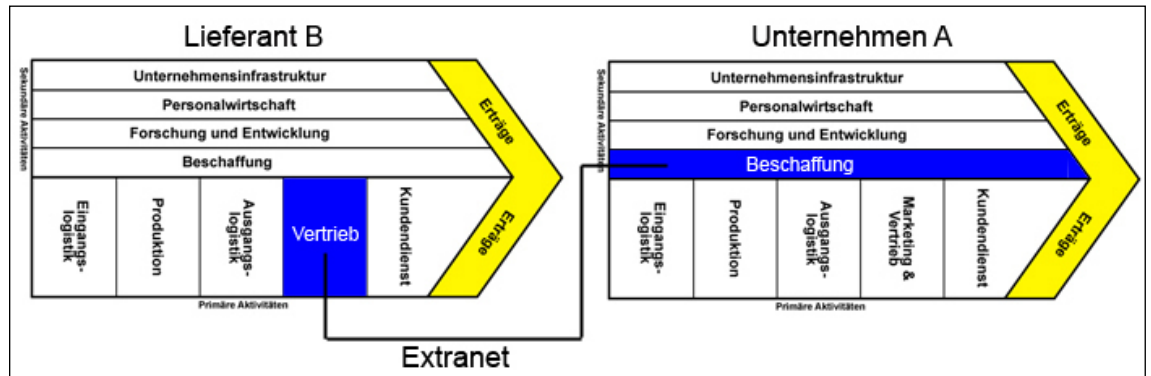 Lieferant B
Sekundäre Aktivitäten
Unternehmensinfrastruktur
Personalwirtschaft
Forschung und Entwicklung
Beschaffung
Eingangs-
logistik
Produktion
Ausgangs-
logistik
Vertrieb
Kundendienst
Erträge
Erträge
Primäre Aktivitäten
Unternehmen A
Sekundäre Aktivitäten
Unternehmensinfrastruktur
Personalwirtschaft
Forschung und Entwicklung
Beschaffung
Eingangs-
logistik
Produktion
Ausgangs-
logistik
Marketing &
Vertrieb
Kundendienst
Erträge
Erträge
Primäre Aktivitäten
Extranet